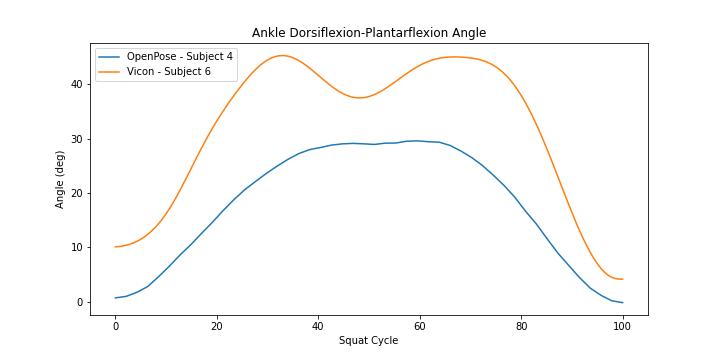 Ankle Dorsiflexion-Plantarflexion Angle
OpenPose - Subject 4
Vicon - Subject 6
Angle (deg)
40
30
20
10
0
0 20 40 60 80 100
Squat Cycle